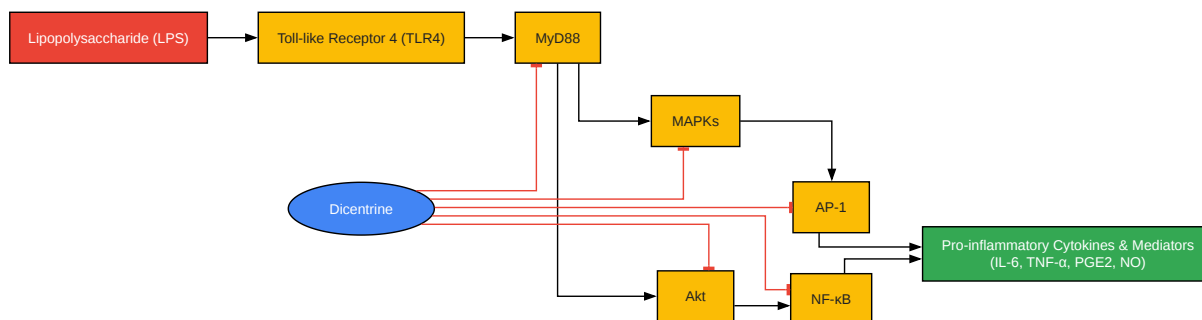 Lipopolysaccharide (LPS)
Toll-like Receptor 4 (TLR4)
MyD88
MAPKs
Dicentrine
AP-1
Pro-inflammatory Cytokines & Mediators
(IL-6, TNF-α, PGE2, NO)
Akt
NF-κB